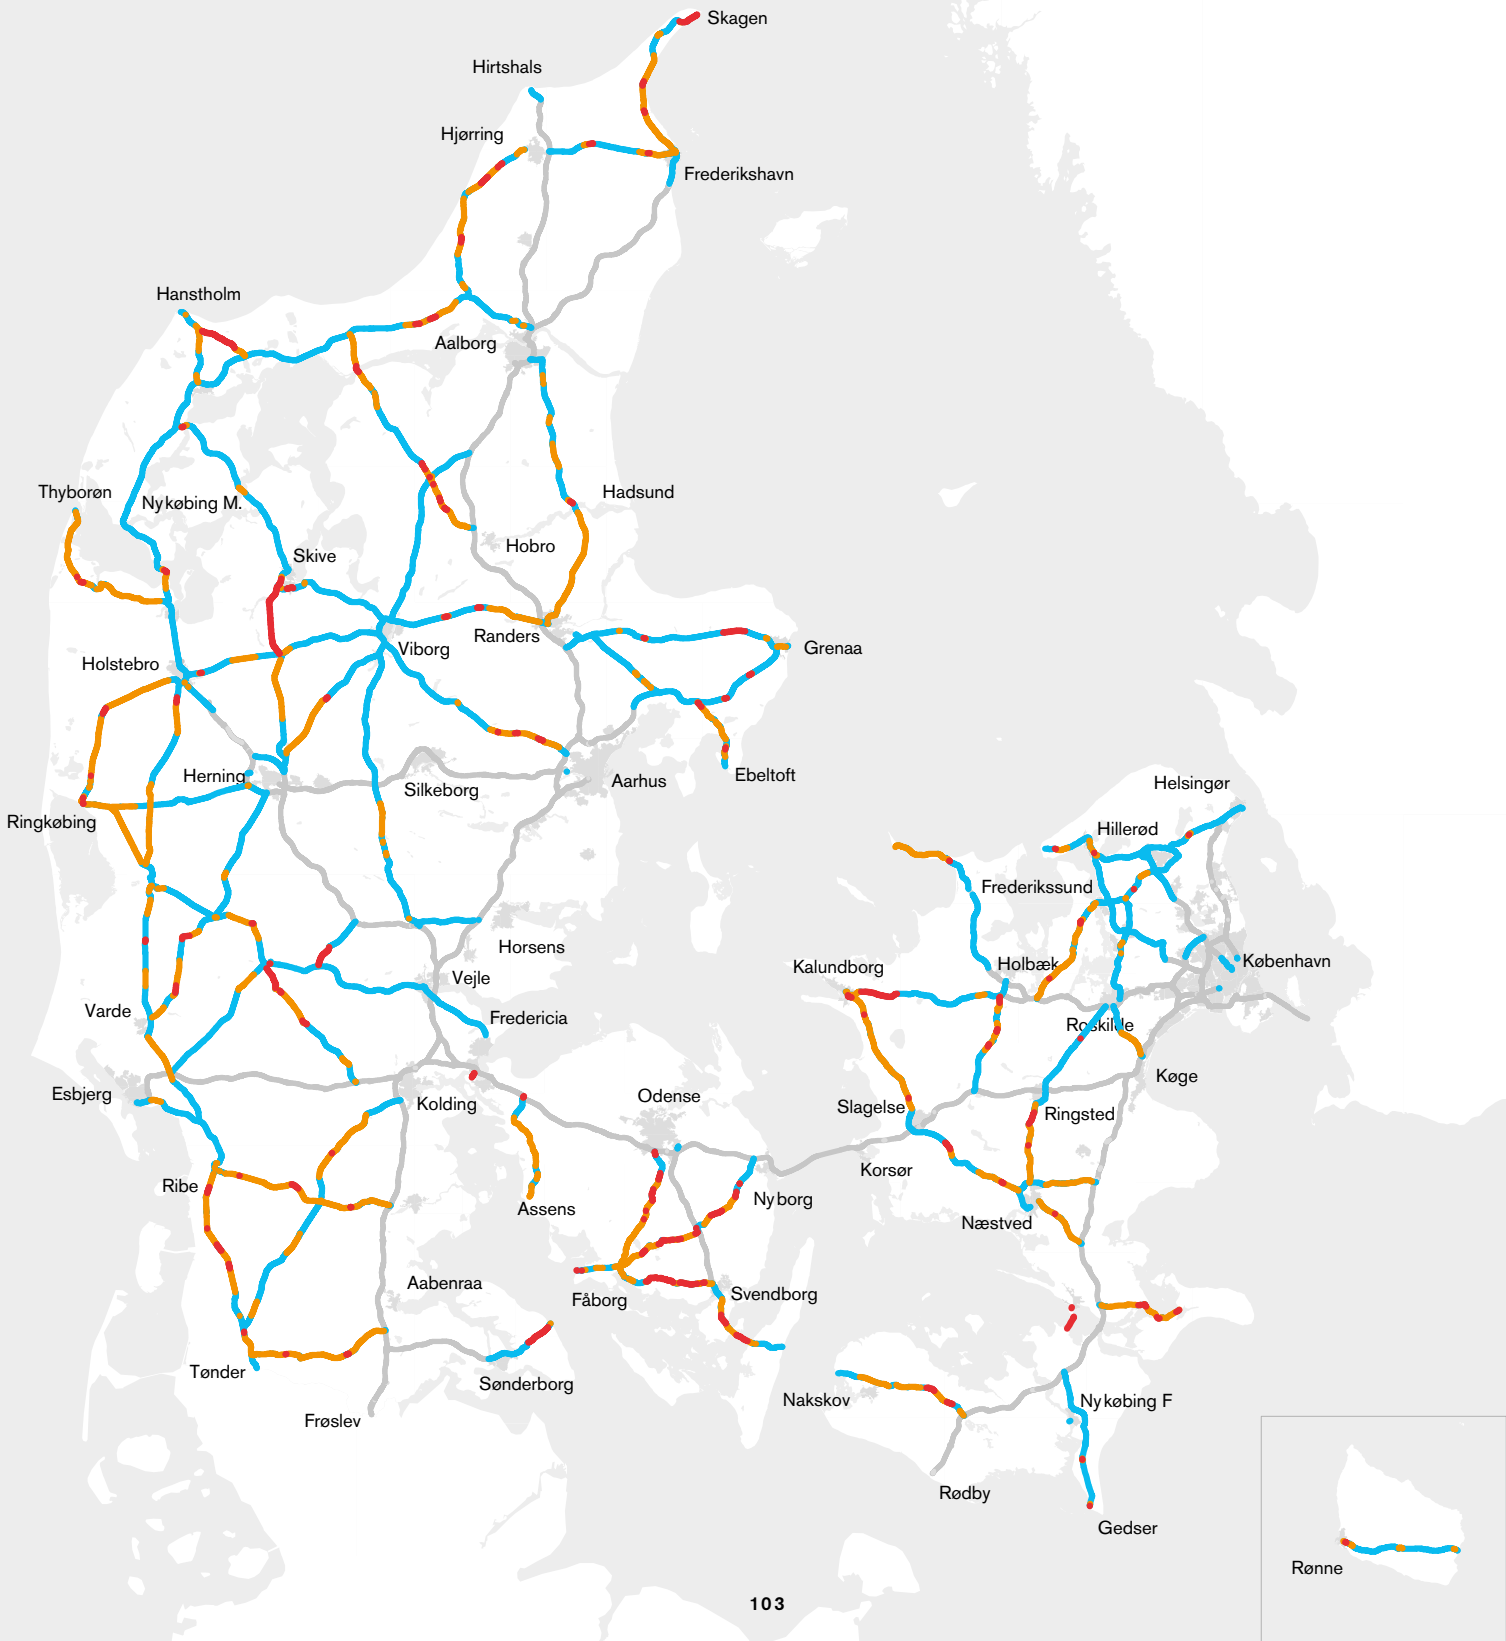 Skagen
Hirtshals
Hjørring
Frederikshavn
Hanstholm
Aalborg
Thyborøn
Nykøbing M.
Hadsund
Hobro
Skive
Randers
Viborg
Grenaa
Holstebro
Herning
Silkeborg
Aarhus
Ebeltoft
Helsingør
Ringkøbing
Hillerød
Frederikssund
Horsens
København
Holbæk
Kalundborg
Vejle
Varde
Fredericia
Roskilde
Køge
Esbjerg
Odense
Kolding
Slagelse
Ringsted
Korsør
Ribe
Nyborg
Assens
Næstved
Aabenraa
Svendborg
Fåborg
Tønder
Sønderborg
Nakskov
Nykøbing F
Frøslev
Rødby
Gedser
Rønne
103